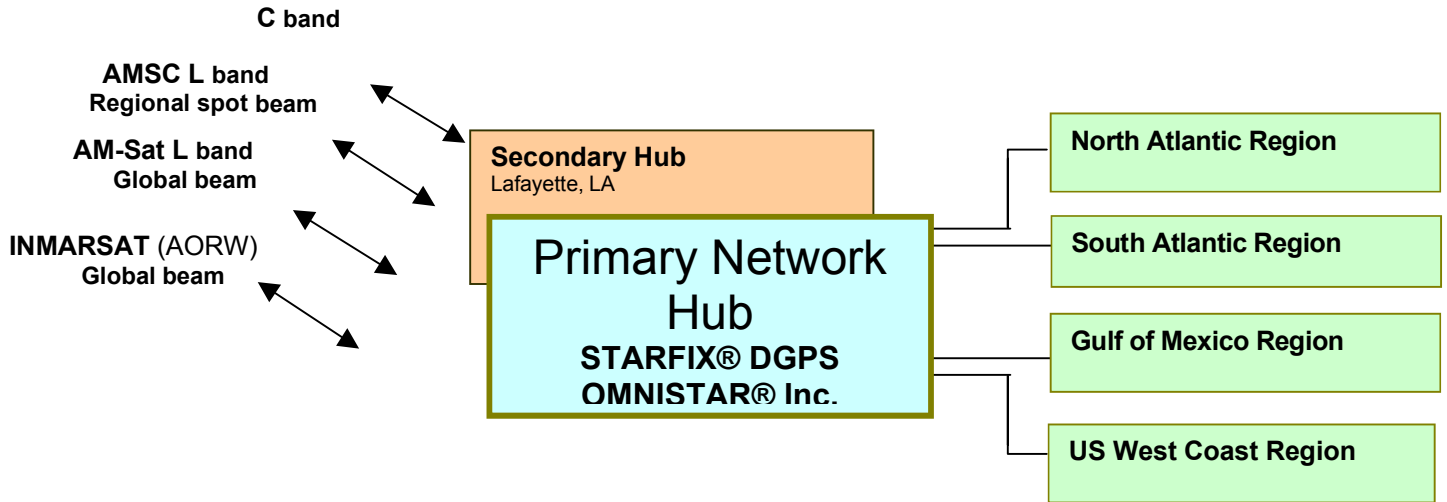 C band
AMSC L band
Regional spot beam
AM-Sat L band
Global beam
INMARSAT (AORW)
Global beam
Secondary Hub
Lafayette, LA
Primary Network
Hub
STARFIX® DGPS
OMNISTAR® Inc.
North Atlantic Region
South Atlantic Region
Gulf of Mexico Region
US West Coast Region